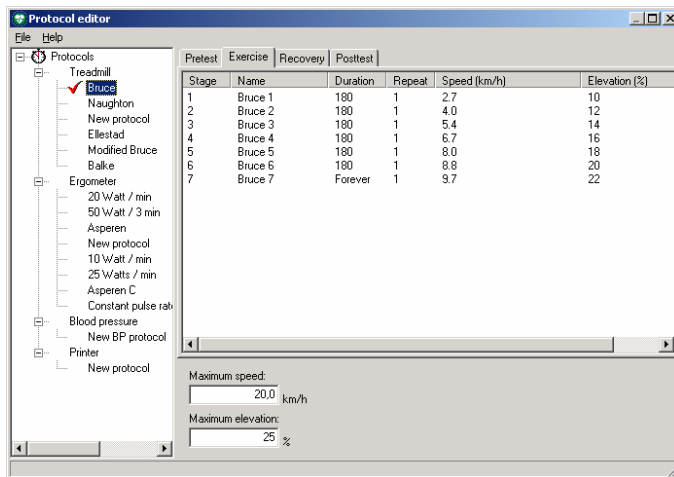 Protocol editor
File Help
Protocols
Treadmill
Bruce
Naughton
New protocol
Ellestad
Modified Bruce
Balke
Ergometer
20 Watt / min
50 Watt / 3 min
Asperen
New protocol
10 Watt / min
25 Watts / min
Asperen C
Constant pulse rate
Blood pressure
New BP protocol
Printer
New protocol
Pretest Exercise Recovery Posttest
Stage Name Duration Repeat Speed (km/h) Elevation (%)
1 Bruce 1 180 1 2.7 10
2 Bruce 2 180 1 4.0 12
3 Bruce 3 180 1 5.4 14
4 Bruce 4 180 1 6.7 16
5 Bruce 5 180 1 8.0 18
6 Bruce 6 180 1 8.8 20
7 Bruce 7 Forever 1 9.7 22
Maximum speed:
20,0 km/h
Maximum elevation:
25 %